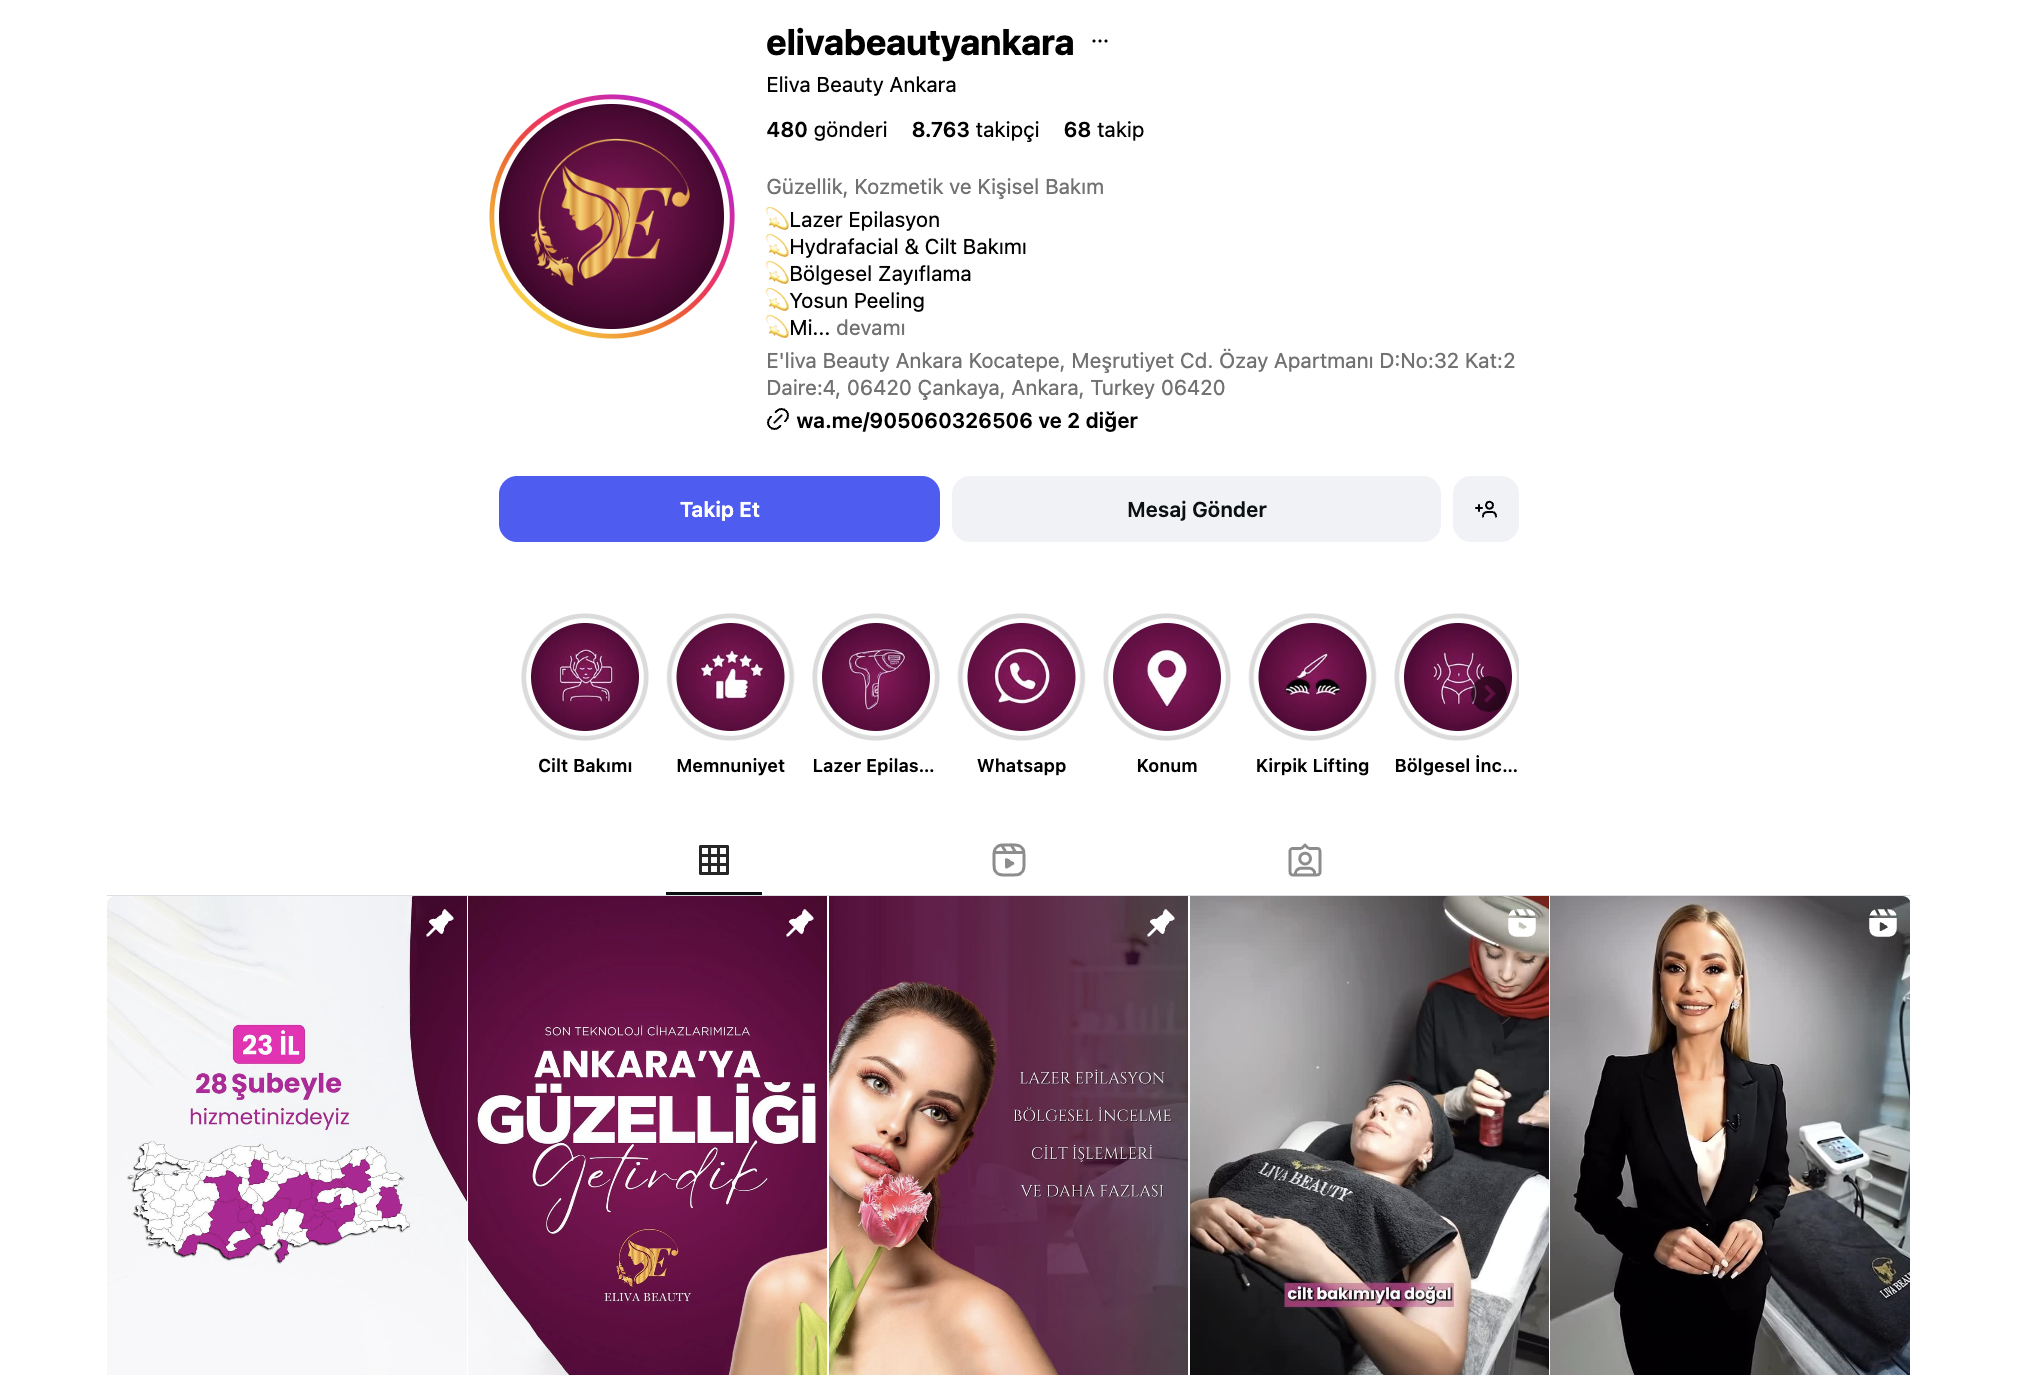 elivabeautyankara ...
Eliva Beauty Ankara
480 gönderi 8.763 takipçi 68 takip
Güzellik, Kozmetik ve Kişisel Bakım
💫Lazer Epilasyon
💫Hydrafacial & Cilt Bakımı
💫Bölgesel Zayıflama
💫Yosun Peeling
💫Mi... devamı
E'liva Beauty Ankara Kocatepe, Meşrutiyet Cd. Özay Apartmanı D:No:32 Kat:2
Daire:4, 06420 Çankaya, Ankara, Turkey 06420
wa.me/905060326506 ve 2 diğer
Takip Et
Mesaj Gönder
Cilt Bakımı
Memnuniyet
Lazer Epilas...
Whatsapp
Konum
Kirpik Lifting
Bölgesel İnc...
23 İL
28 Şubeyle
hizmetinizdeyiz
SON TEKNOLOJİ CİHAZLARIMIZLA
ANKARA'YA
GÜZELLİĞİ
getirdik
E
ELIVA BEAUTY
LAZER EPİLASYON
BÖLGESEL İNCELME
CİLT İŞLEMLERİ
VE DAHA FAZLASI
LIVA BEAUTY
cilt bakımıyla doğal
LIVA BEAU